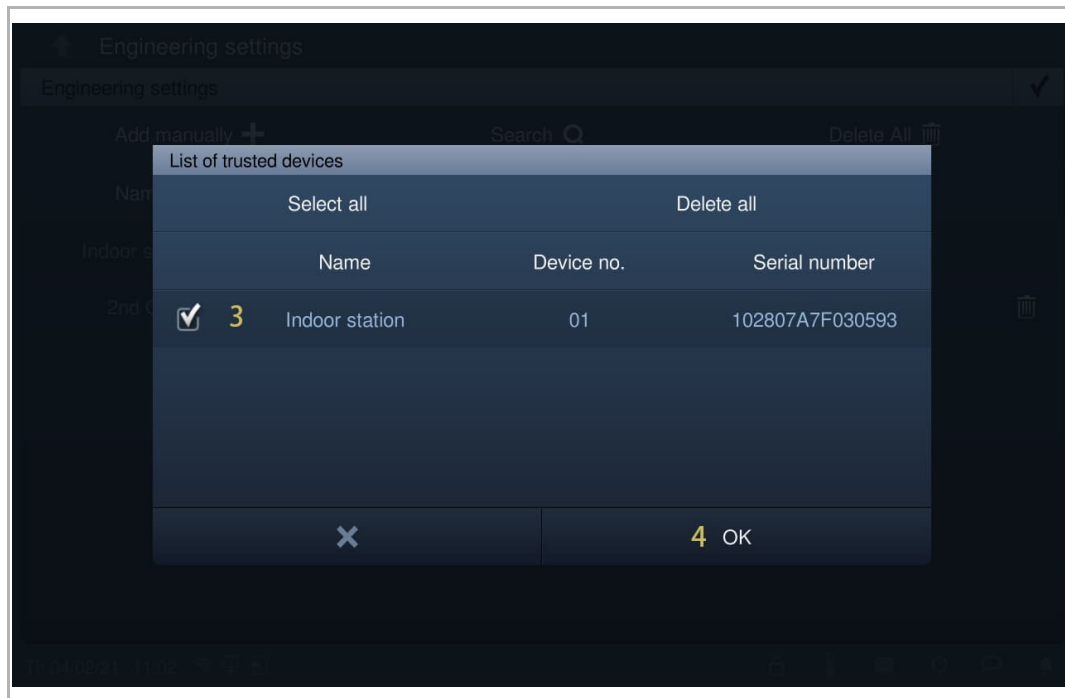 Engineering settings
Engineering settings
Add manually
Search
Delete All
List of trusted devices
Select all
Delete all
Name
Device no.
Serial number
3
Indoor station
01
102807A7F030593
4 OK